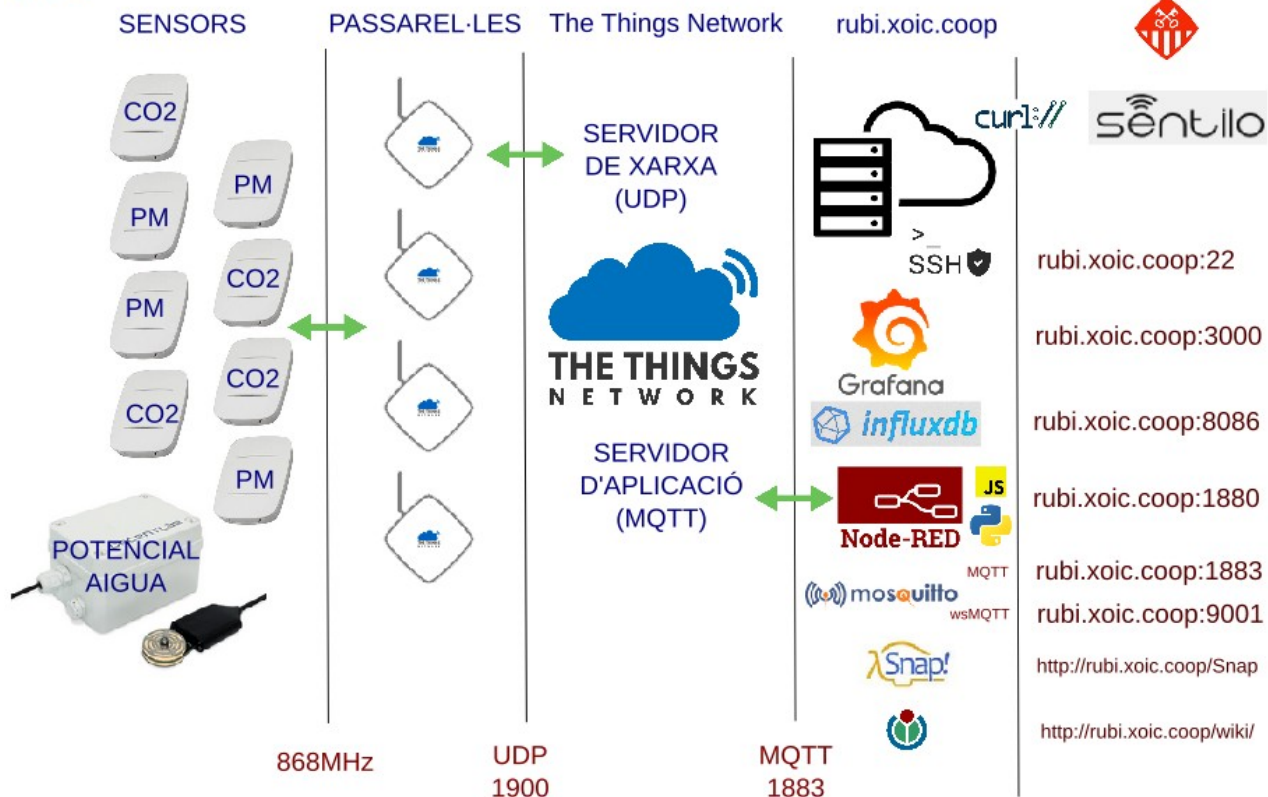 SENSORS
PASSAREL·LES
The Things Network
rubi.xoic.coop
CO2
PM
PM
CO2
PM
CO2
CO2
PM
POTENCIAL
AIGUA
SERVIDOR
DE XARXA
(UDP)
THE THINGS
NETWORK
SERVIDOR
D'APLICACIÓ
(MQTT)
curl://
sentilo
>_
SSH
rubi.xoic.coop:22
Grafana
rubi.xoic.coop:3000
influxdb
rubi.xoic.coop:8086
JS
Node-RED
rubi.xoic.coop:1880
mosquitto
MQTT
rubi.xoic.coop:1883
wsMQTT
rubi.xoic.coop:9001
λSnap!
http://rubi.xoic.coop/Snap
http://rubi.xoic.coop/wiki/
868MHz
UDP
1900
MQTT
1883